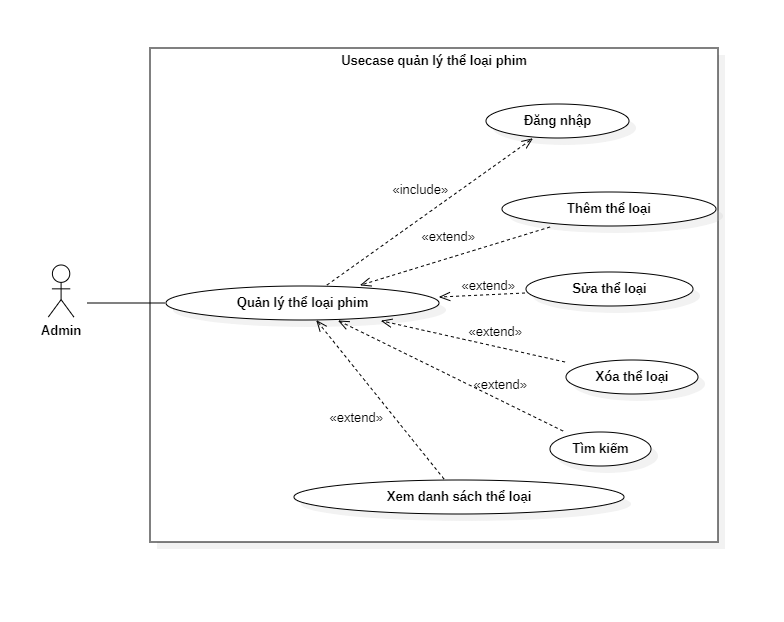 Usecase quản lý thể loại phim
Đăng nhập
«include»
Thêm thể loại
«extend»
«extend»
Sửa thể loại
Quản lý thể loại phim
Admin
«extend»
Xóa thể loại
«extend»
«extend»
Tìm kiếm
Xem danh sách thể loại